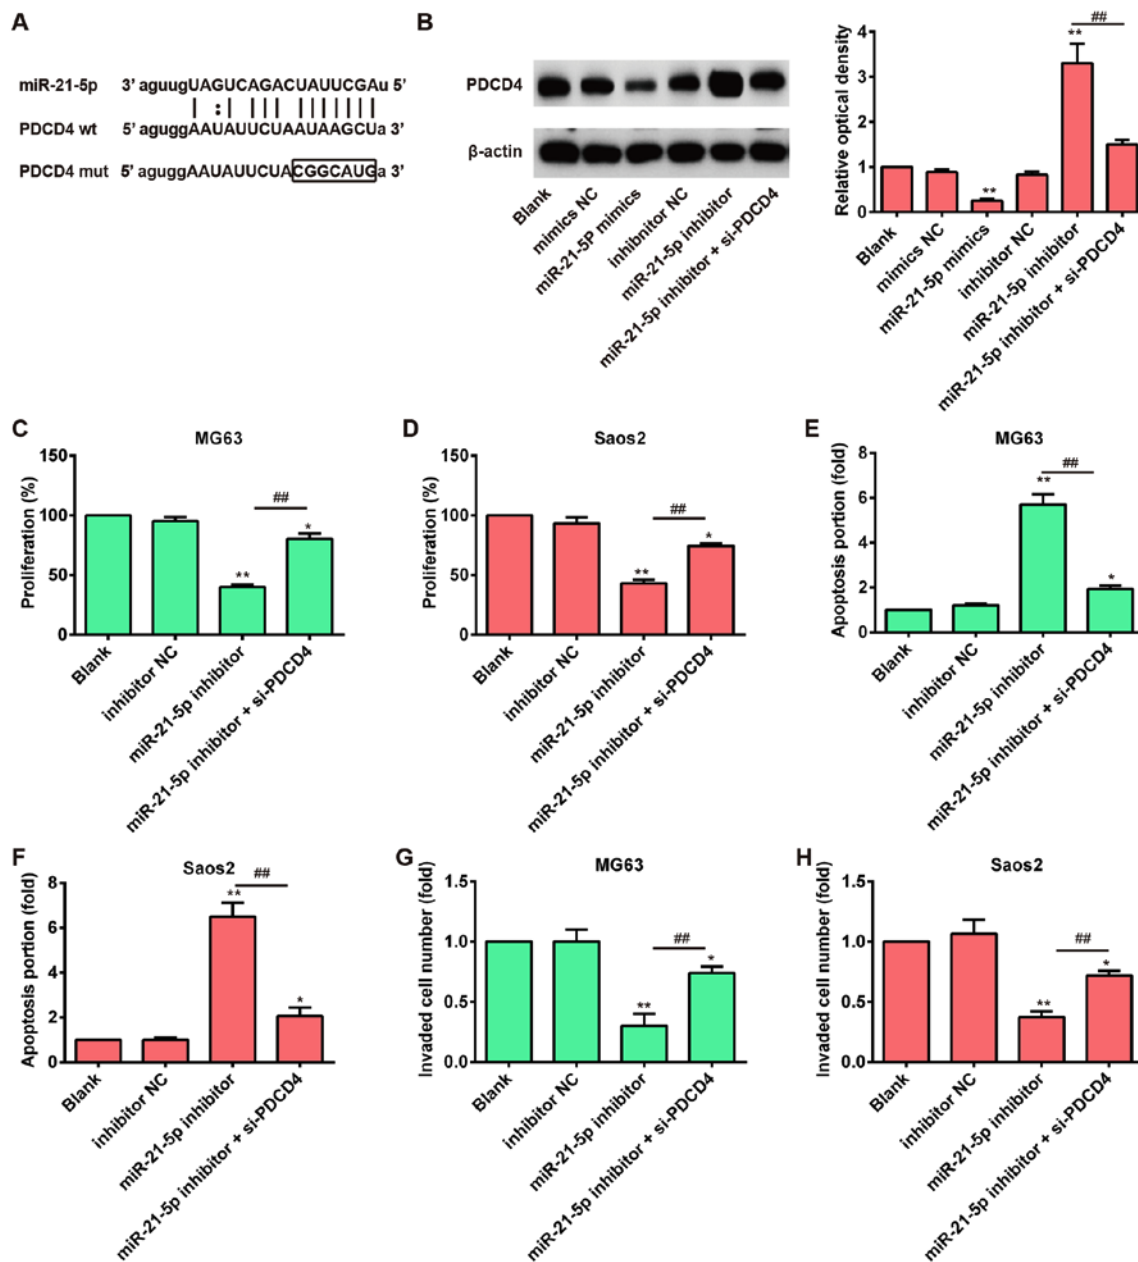 A
miR-21-5p 3’ aguugUAGUCAGACUAUUCGAu 5’
PDCD4 wt 5’ aguggAAUAUUCUAAUAAGCUa 3’
PDCD4 mut 5’ aguggAAUAUUCUACGGCAUGa 3’
B
PDCD4
β-actin
Blank
mimics NC
miR-21-5P mimics
inhibnitor NC
miR-21-5p inhibitor
miR-21-5p inhibitor + si-PDCD4
Relative optical density
4
3
2
1
0
**
**
##
Blank
mimics NC
miR-21-5p mimics
inhibitor NC
miR-21-5p inhibitor
miR-21-5p inhibitor + si-PDCD4
C
MG63
Proliferation (%)
150
100
50
0
**
##
*
Blank
inhibitor NC
miR-21-5p inhibitor
miR-21-5p inhibitor + si-PDCD4
D
Saos2
Proliferation (%)
150
100
50
0
**
##
*
Blank
inhibitor NC
miR-21-5p inhibitor
miR-21-5p inhibitor + si-PDCD4
E
MG63
Apoptosis portion (fold)
8
6
4
2
0
**
##
*
Blank
inhibitor NC
miR-21-5p inhibitor
miR-21-5p inhibitor + si-PDCD4
F
Saos2
Apoptosis portion (fold)
8
6
4
2
0
**
##
*
Blank
inhibitor NC
miR-21-5p inhibitor
miR-21-5p inhibitor + si-PDCD4
G
MG63
Invaded cell number (fold)
1.5
1.0
0.5
0.0
**
##
*
Blank
inhibitor NC
miR-21-5p inhibitor
miR-21-5p inhibitor + si-PDCD4
H
Saos2
Invaded cell number (fold)
1.5
1.0
0.5
0.0
**
##
*
Blank
inhibitor NC
miR-21-5p inhibitor
miR-21-5p inhibitor + si-PDCD4